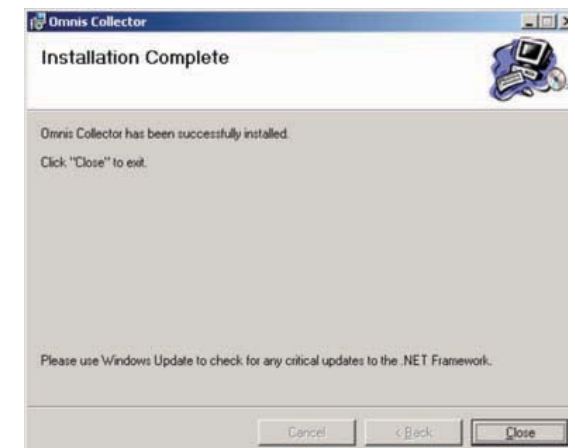 Omnis Collector
Installation Complete
Omnis Collector has been successfully installed.
Click "Close" to exit.
Please use Windows Update to check for any critical updates to the .NET Framework.
Cancel
< Back
Close